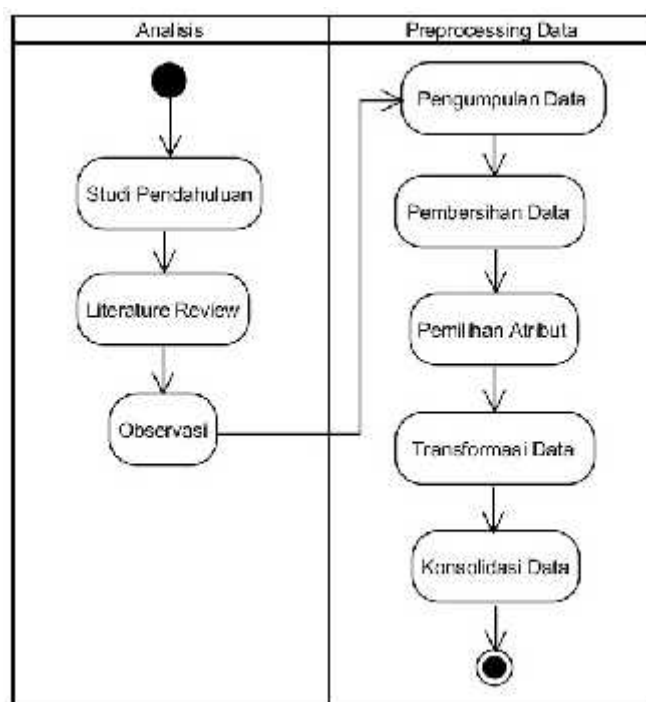 Analisis
Preprocessing Data
Studi Pendahuluan
Literature Review
Observasi
Pengumpulan Data
Pembersihan Data
Pemilihan Atribut
Transformasi Data
Konsolidasi Data